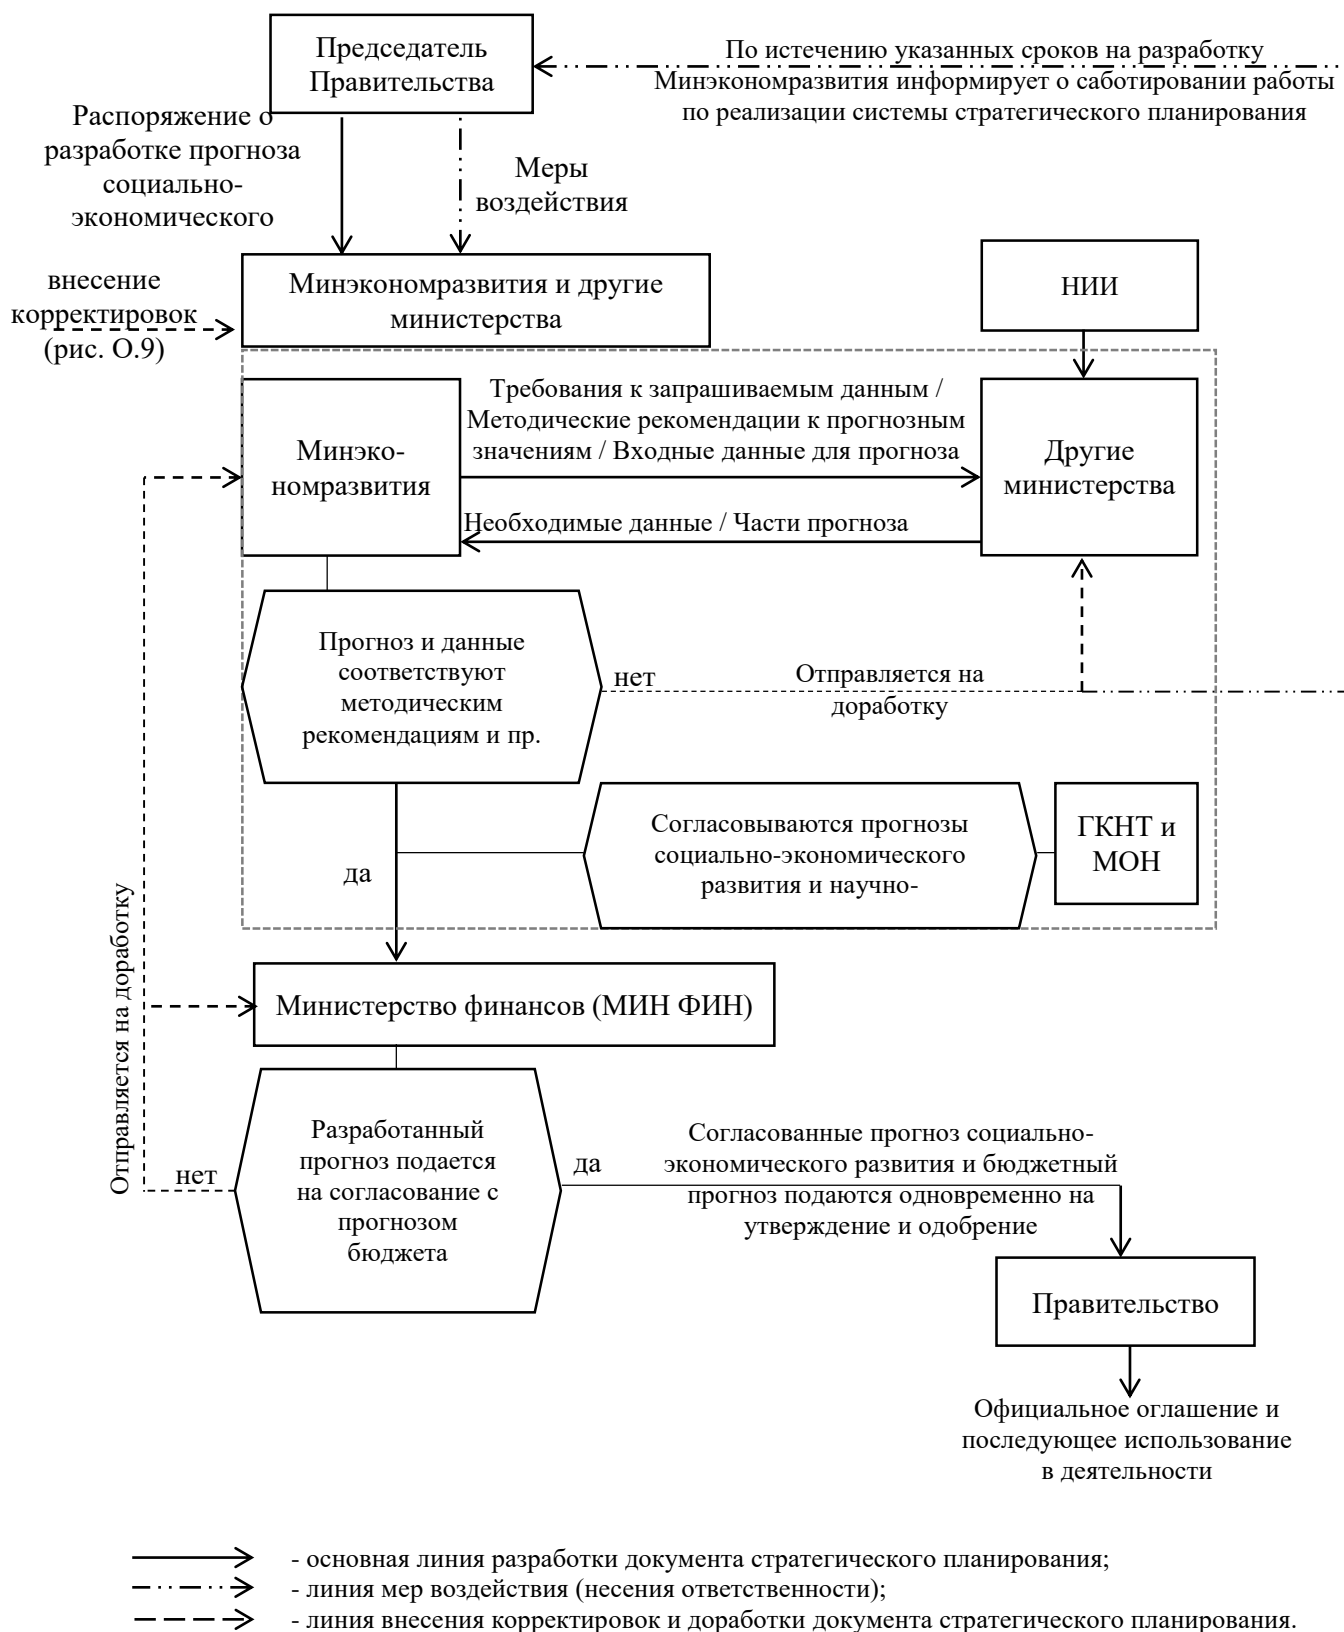 Председатель
Правительства
По истечению указанных сроков на разработку
Минэкономразвития информирует о саботировании работы
по реализации системы стратегического планирования
Распоряжение о
разработке прогноза
социально-
экономического
Меры
воздействия
внесение
корректировок
(рис. О.9)
Минэкономразвития и другие
министерства
НИИ
Минэко-
номразвития
Требования к запрашиваемым данным /
Методические рекомендации к прогнозным
значениям / Входные данные для прогноза
Необходимые данные / Части прогноза
Другие
министерства
Прогноз и данные
соответствуют
методическим
рекомендациям и пр.
нет
Отправляется на
доработку
да
Согласовываются прогнозы
социально-экономического
развития и научно-
ГКНТ и
МОН
Отправляется на доработку
Министерство финансов (МИН ФИН)
Разработанный
прогноз подается
на согласование с
прогнозом
бюджета
нет
да
Согласованные прогноз социально-
экономического развития и бюджетный
прогноз подаются одновременно на
утверждение и одобрение
Правительство
Официальное оглашение и
последующее использование
в деятельности
- основная линия разработки документа стратегического планирования;
- линия мер воздействия (несения ответственности);
- линия внесения корректировок и доработки документа стратегического планирования.